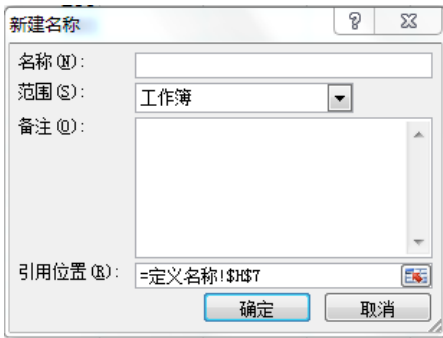 新建名称
名称(N):
范围(S): 工作簿
备注(O):
引用位置(R): =定义名称!$H$7
确定 取消